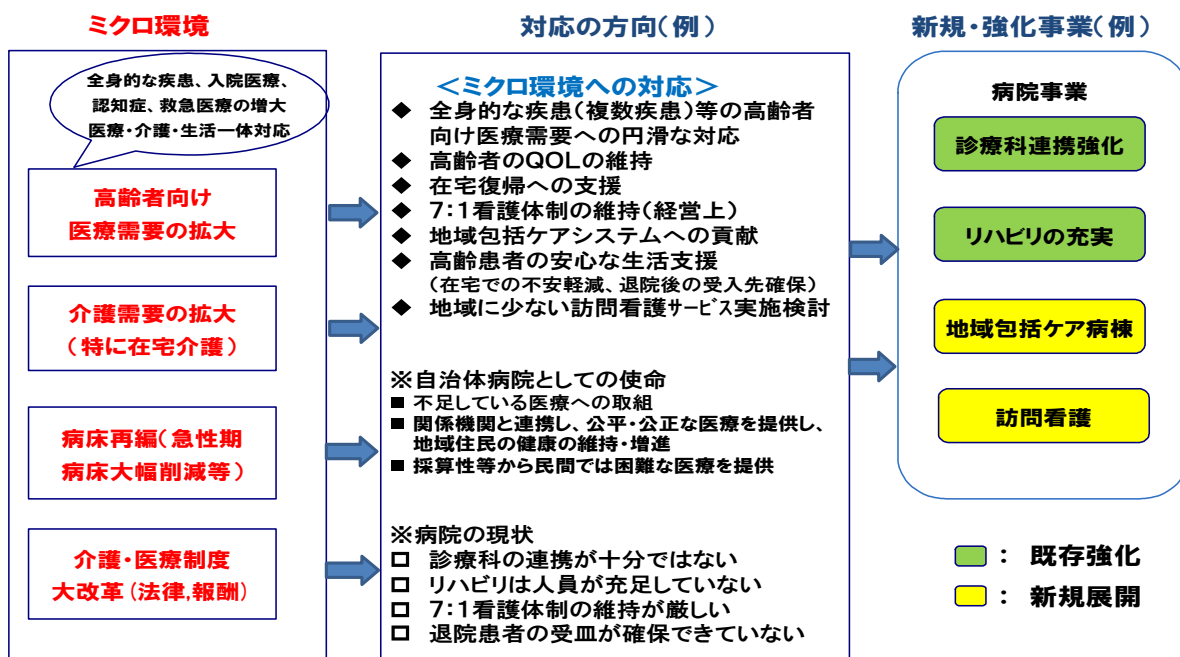 ミクロ環境
全身的な疾患、入院医療、
認知症、救急医療の増大
医療・介護・生活一体対応
高齢者向け
医療需要の拡大
介護需要の拡大
（特に在宅介護）
病床再編（急性期
病床大幅削減等）
介護・医療制度
大改革（法律,報酬）
対応の方向（例）
＜ミクロ環境への対応＞
◆ 全身的な疾患（複数疾患）等の高齢者
向け医療需要への円滑な対応
◆ 高齢者のQOLの維持
◆ 在宅復帰への支援
◆ 7：1看護体制の維持（経営上）
◆ 地域包括ケアシステムへの貢献
◆ 高齢患者の安心な生活支援
（在宅での不安軽減、退院後の受入先確保）
◆ 地域に少ない訪問看護ｻｰﾋﾞｽ実施検討
※自治体病院としての使命
■ 不足している医療への取組
■ 関係機関と連携し、公平・公正な医療を提供し、
地域住民の健康の維持・増進
■ 採算性等から民間では困難な医療を提供
※病院の現状
□ 診療科の連携が十分ではない
□ リハビリは人員が充足していない
□ 7：1看護体制の維持が厳しい
□ 退院患者の受皿が確保できていない
新規・強化事業（例）
病院事業
診療科連携強化
リハビリの充実
地域包括ケア病棟
訪問看護
： 既存強化
： 新規展開